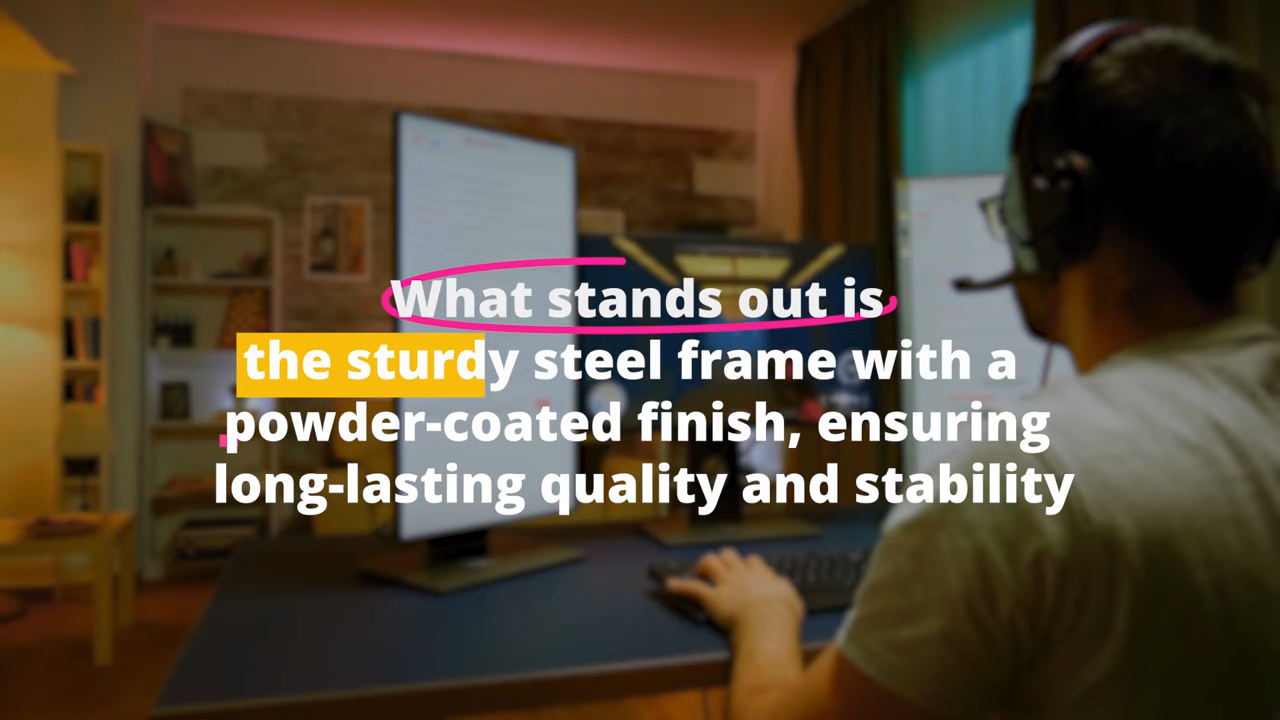 What stands out is
the sturdy steel frame with a
powder-coated finish, ensuring
long-lasting quality and stability